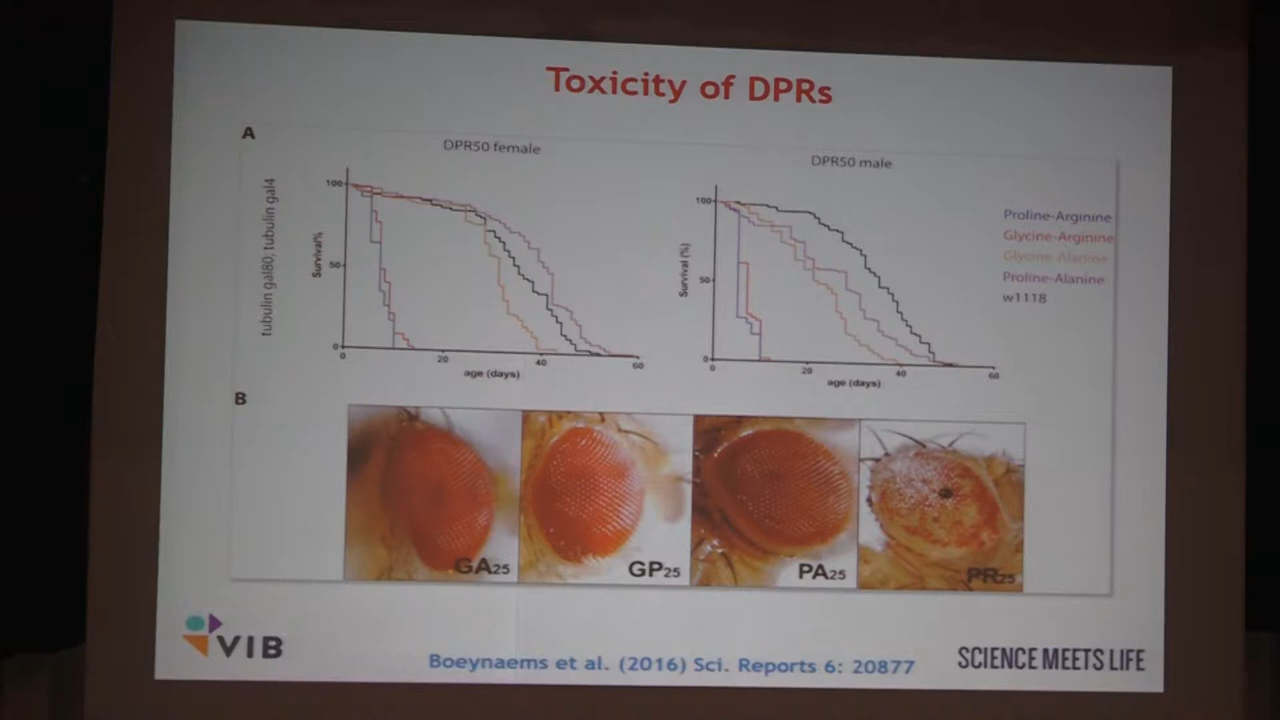 Toxicity of DPRs
A
DPR50 female
DPR50 male
tubulin gal80; tubulin gal4
Survival%
100
50
0
0
20
40
60
age (days)
Survival (%)
100
50
0
0
20
40
60
age (days)
Proline-Arginine
Glycine-Arginine
Glycine-Alanine
Proline-Alanine
w1118
B
GA25
GP25
PA25
PR25
VIB
Boeynaems et al. (2016) Sci. Reports 6: 20877
SCIENCE MEETS LIFE